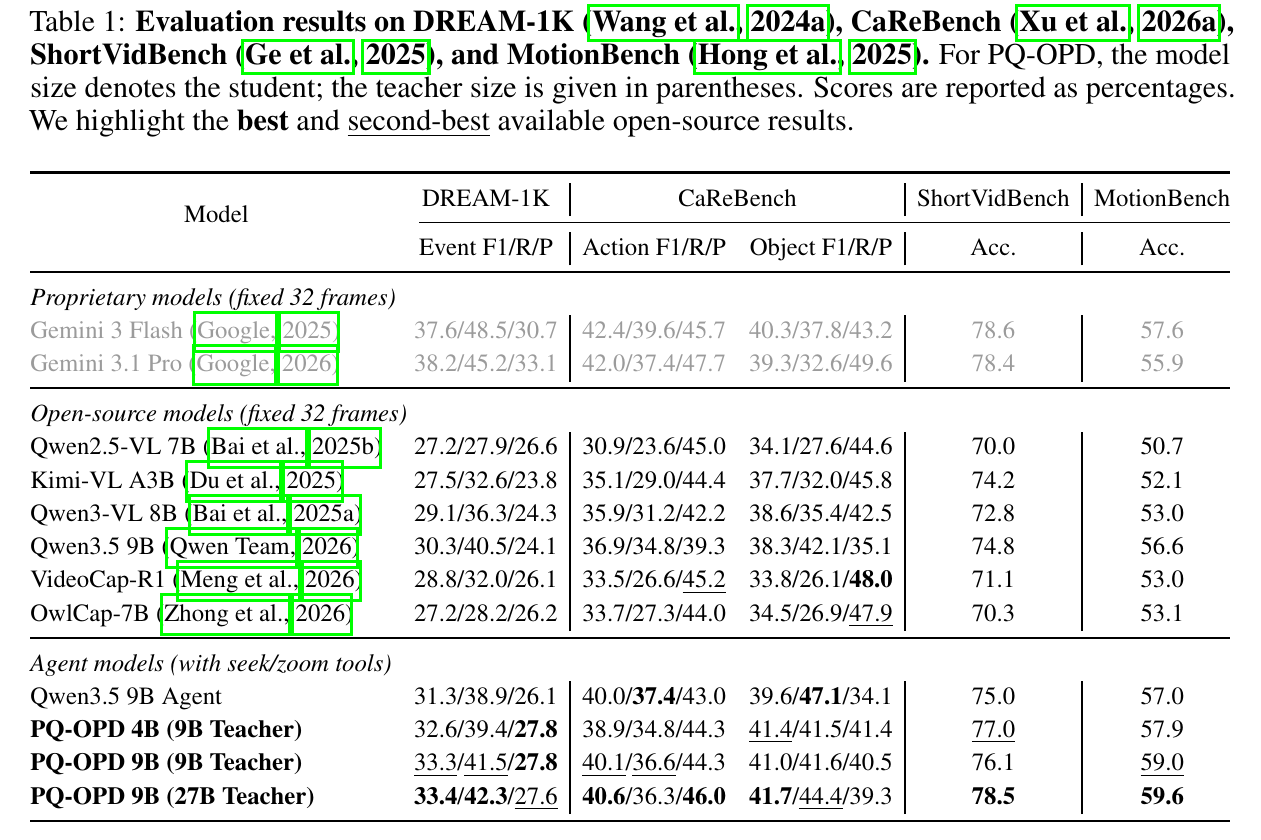 Table 1: Evaluation results on DREAM-1K (Wang et al., 2024a), CaReBench (Xu et al., 2026a),
ShortVidBench (Ge et al., 2025), and MotionBench (Hong et al., 2025). For PQ-OPD, the model
size denotes the student; the teacher size is given in parentheses. Scores are reported as percentages.
We highlight the best and second-best available open-source results.
Model DREAM-1K CaReBench ShortVidBench MotionBench
Event F1/R/P Action F1/R/P Object F1/R/P Acc. Acc.
Proprietary models (fixed 32 frames)
Gemini 3 Flash (Google, 2025) 37.6/48.5/30.7 42.4/39.6/45.7 40.3/37.8/43.2 78.6 57.6
Gemini 3.1 Pro (Google, 2026) 38.2/45.2/33.1 42.0/37.4/47.7 39.3/32.6/49.6 78.4 55.9
Open-source models (fixed 32 frames)
Qwen2.5-VL 7B (Bai et al., 2025b) 27.2/27.9/26.6 30.9/23.6/45.0 34.1/27.6/44.6 70.0 50.7
Kimi-VL A3B (Du et al., 2025) 27.5/32.6/23.8 35.1/29.0/44.4 37.7/32.0/45.8 74.2 52.1
Qwen3-VL 8B (Bai et al., 2025a) 29.1/36.3/24.3 35.9/31.2/42.2 38.6/35.4/42.5 72.8 53.0
Qwen3.5 9B (Qwen Team, 2026) 30.3/40.5/24.1 36.9/34.8/39.3 38.3/42.1/35.1 74.8 56.6
VideoCap-R1 (Meng et al., 2026) 28.8/32.0/26.1 33.5/26.6/45.2 33.8/26.1/48.0 71.1 53.0
OwlCap-7B (Zhong et al., 2026) 27.2/28.2/26.2 33.7/27.3/44.0 34.5/26.9/47.9 70.3 53.1
Agent models (with seek/zoom tools)
Qwen3.5 9B Agent 31.3/38.9/26.1 40.0/37.4/43.0 39.6/47.1/34.1 75.0 57.0
PQ-OPD 4B (9B Teacher) 32.6/39.4/27.8 38.9/34.8/44.3 41.4/41.5/41.4 77.0 57.9
PQ-OPD 9B (9B Teacher) 33.3/41.5/27.8 40.1/36.6/44.3 41.0/41.6/40.5 76.1 59.0
PQ-OPD 9B (27B Teacher) 33.4/42.3/27.6 40.6/36.3/46.0 41.7/44.4/39.3 78.5 59.6